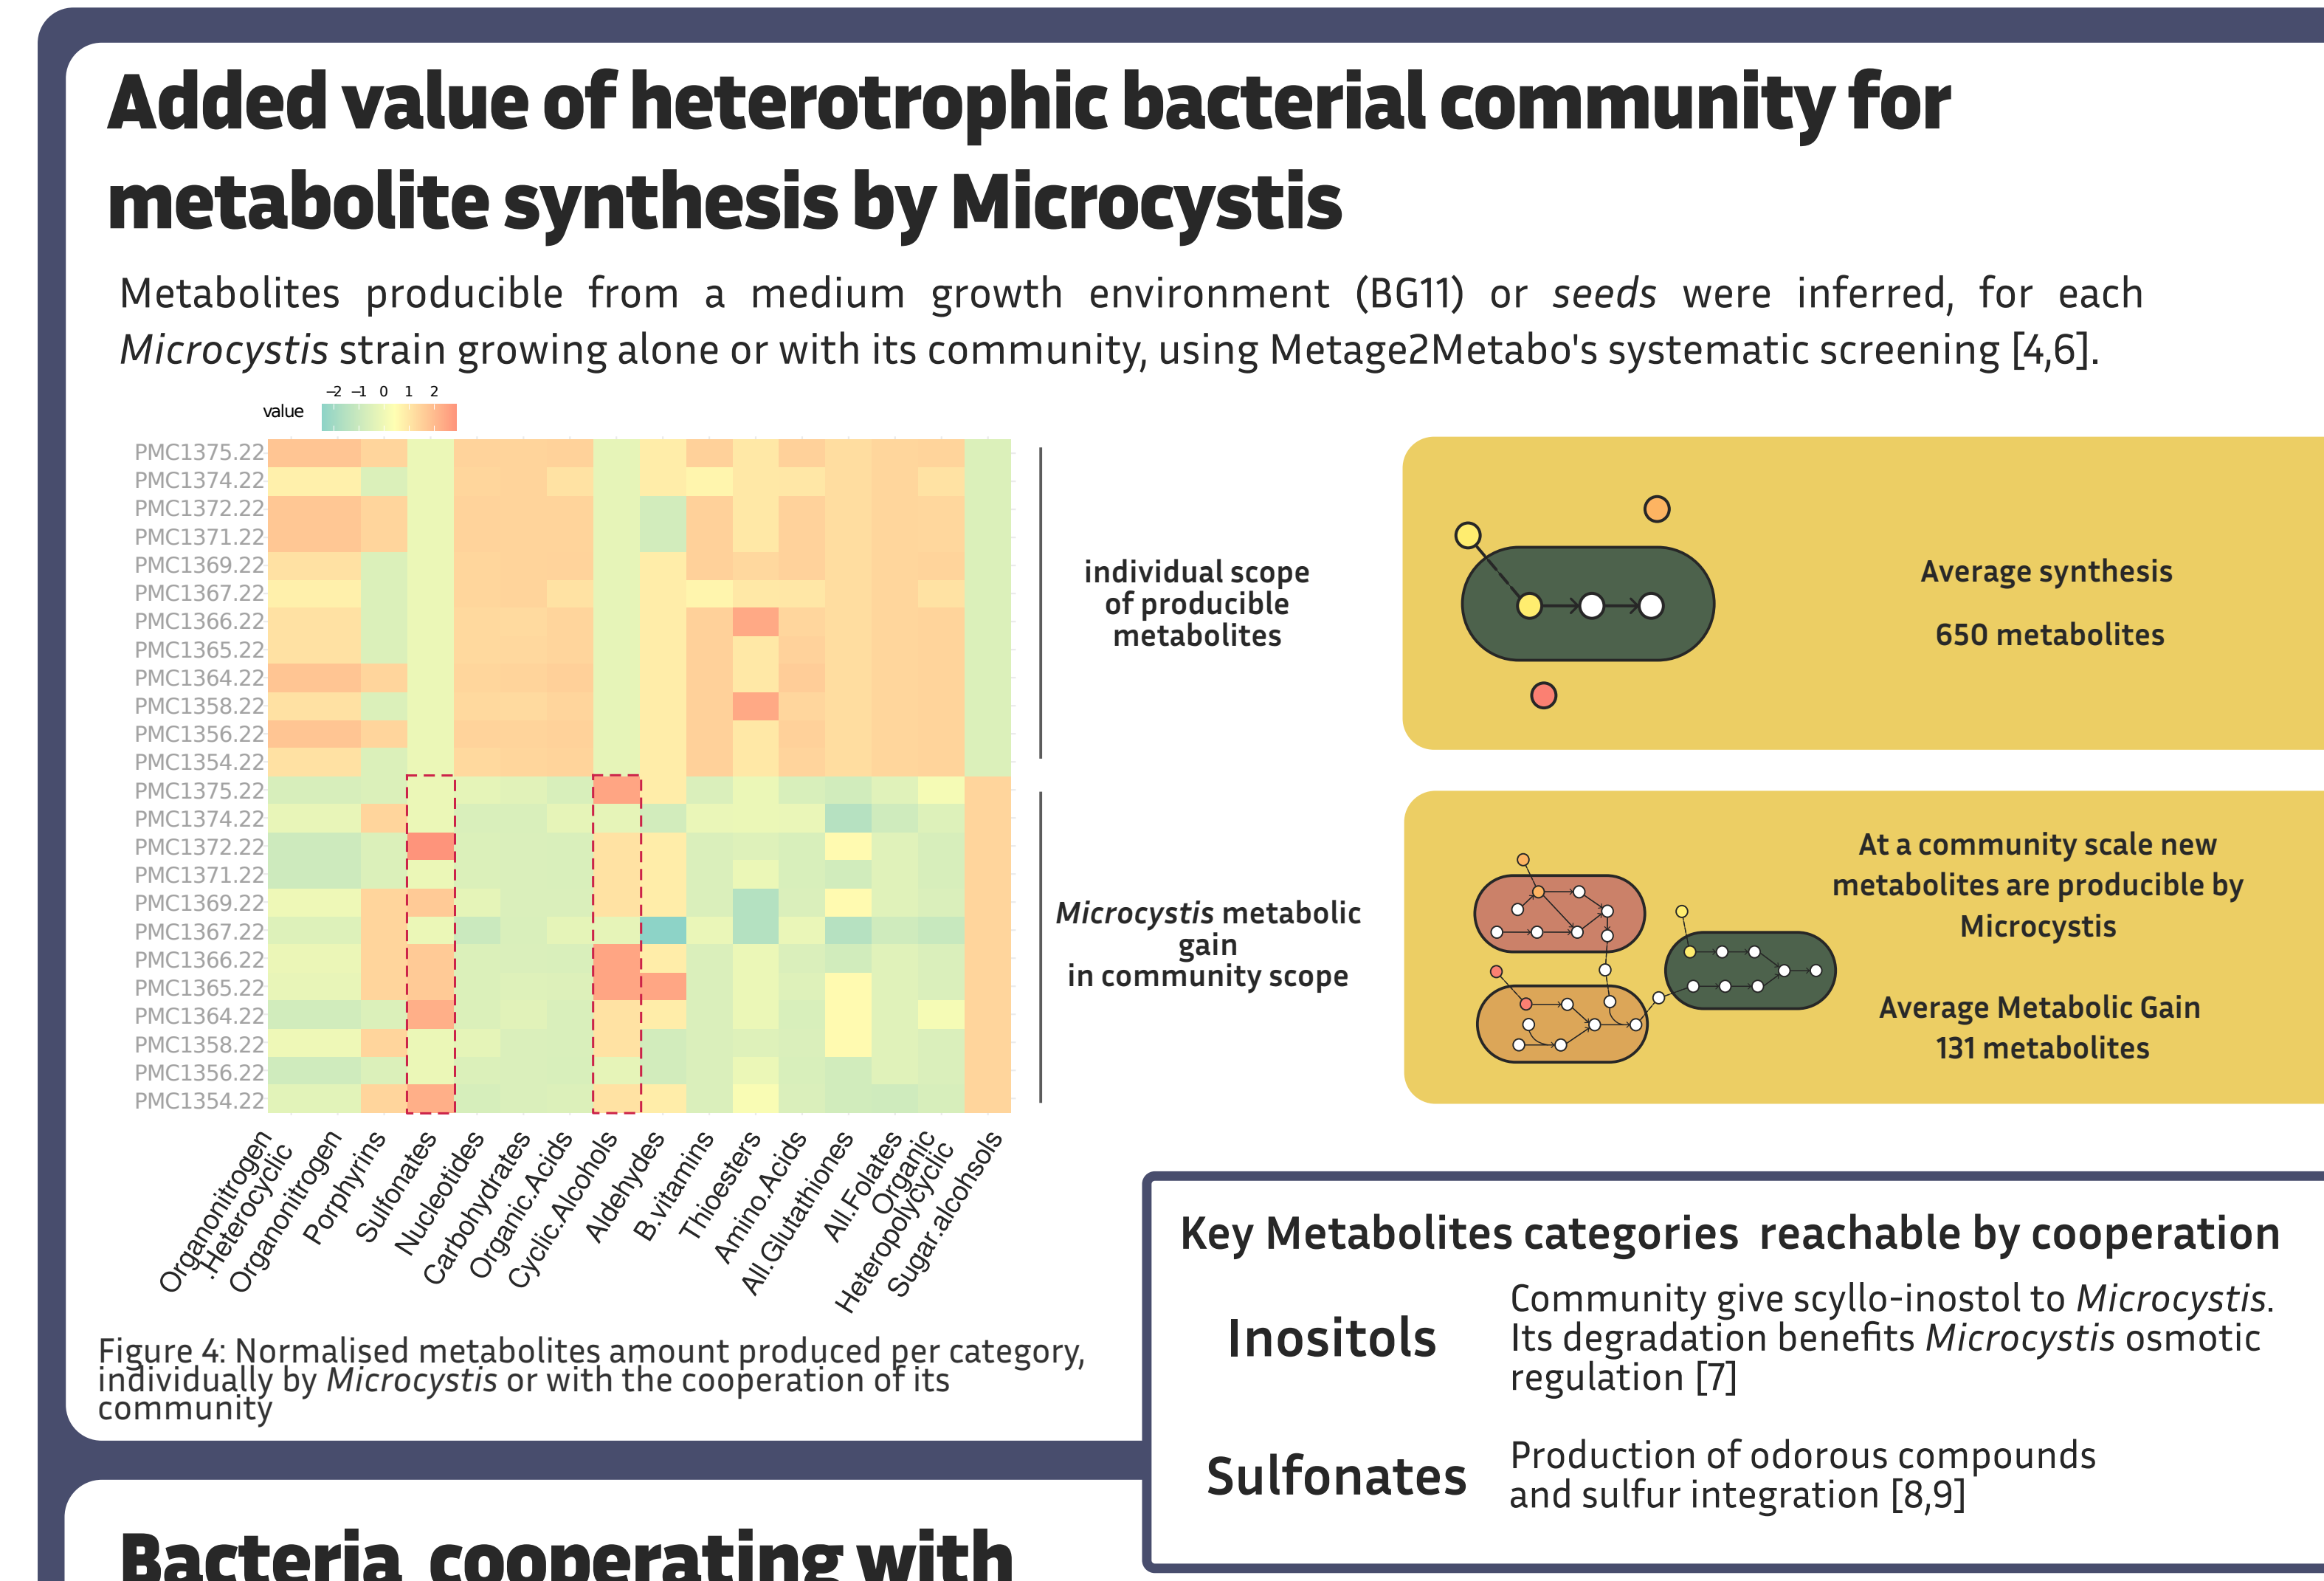 Added value of heterotrophic bacterial community for
metabolite synthesis by Microcystis
Metabolites producible from a medium growth environment (BG11) or seeds were inferred, for each
Microcystis strain growing alone or with its community, using Metage2Metabo's systematic screening [4,6].
value
−2 −1 0 1 2
PMC1375.22
PMC1374.22
PMC1372.22
PMC1371.22
PMC1369.22
PMC1367.22
PMC1366.22
PMC1365.22
PMC1364.22
PMC1358.22
PMC1356.22
PMC1354.22
PMC1375.22
PMC1374.22
PMC1372.22
PMC1371.22
PMC1369.22
PMC1367.22
PMC1366.22
PMC1365.22
PMC1364.22
PMC1358.22
PMC1356.22
PMC1354.22
Organonitrogen
.Heterocyclic
Organonitrogen
Porphyrins
Sulfonates
Nucleotides
Carbohydrates
Organic.Acids
Cyclic.Alcohols
Aldehydes
B.vitamins
Thioesters
Amino.Acids
All.Glutathiones
All.Folates
Organic
Heteropolycyclic
Sugar.alcohsols
individual scope
of producible
metabolites
Microcystis metabolic
gain
in community scope
Average synthesis
650 metabolites
At a community scale new
metabolites are producible by
Microcystis
Average Metabolic Gain
131 metabolites
Figure 4: Normalised metabolites amount produced per category,
individually by Microcystis or with the cooperation of its
community
Key Metabolites categories reachable by cooperation
Inositols
Community give scyllo-inostol to Microcystis.
Its degradation benefits Microcystis osmotic
regulation [7]
Sulfonates
Production of odorous compounds
and sulfur integration [8,9]
Bacteria cooperating with